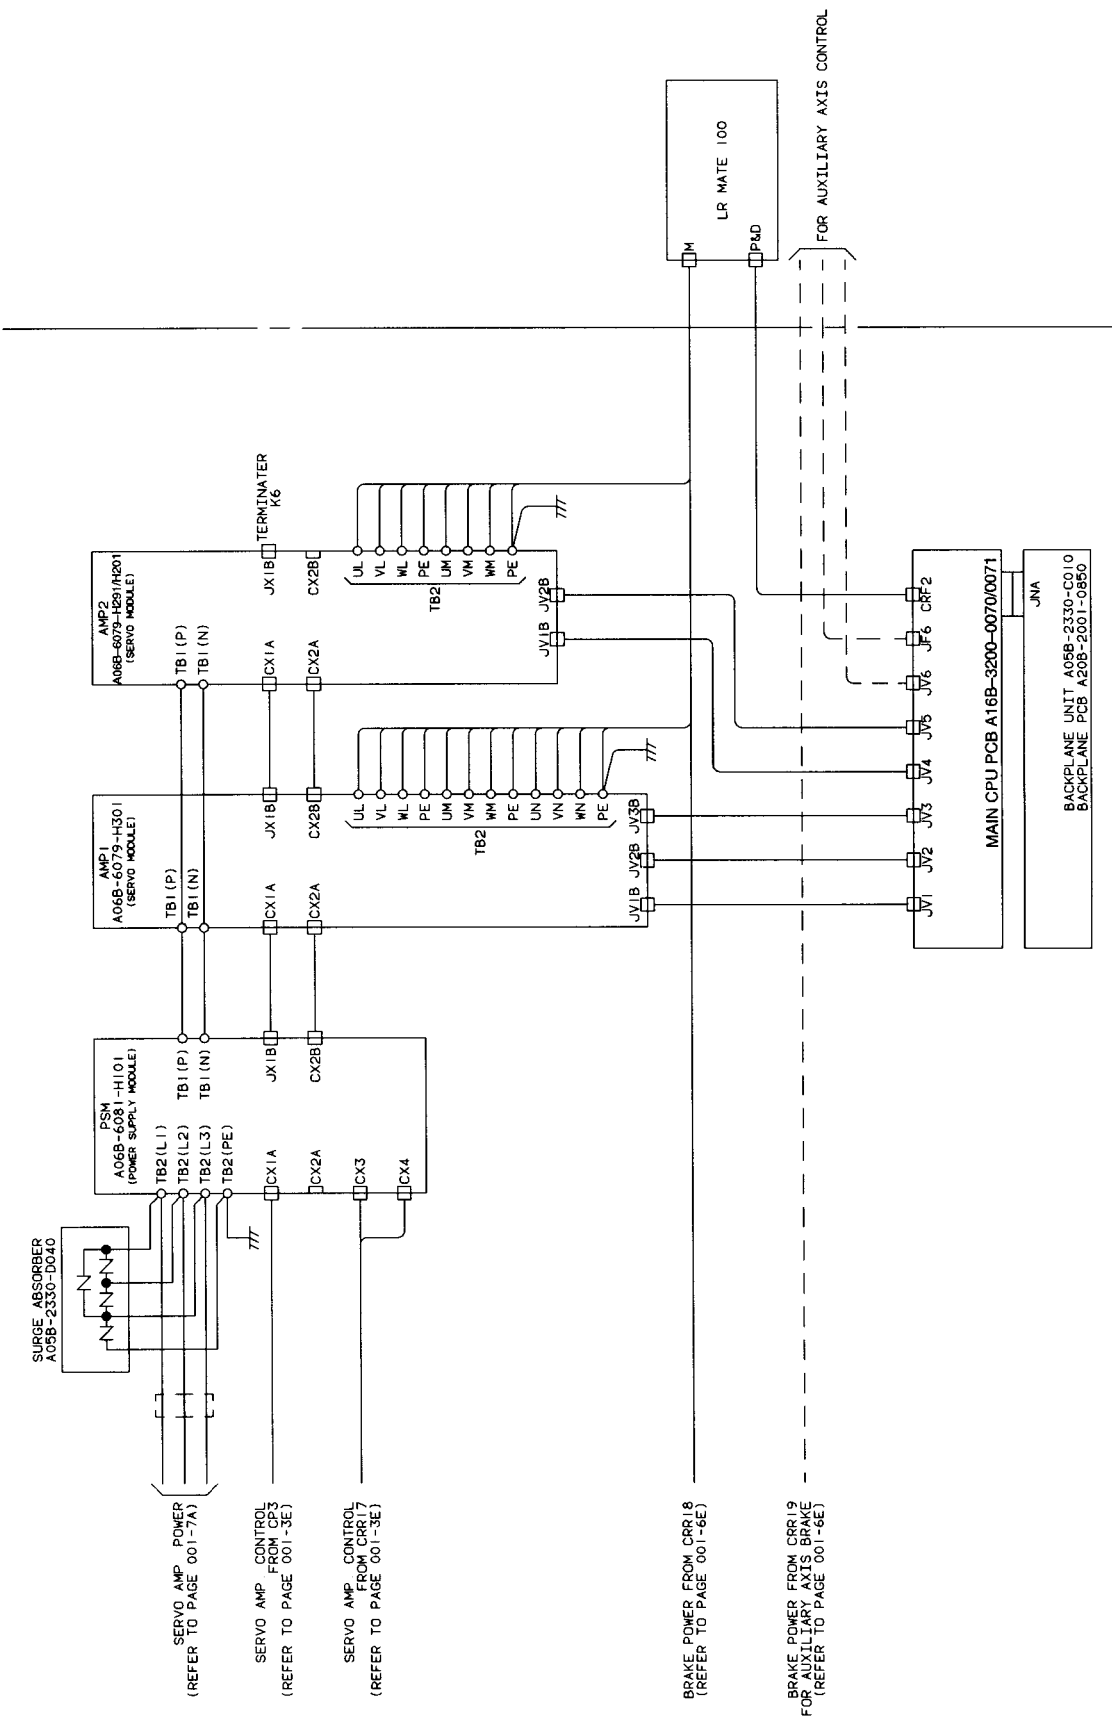 SURGE ABSORBER
A05B-2330-D040
SERVO AMP POWER
(REFER TO PAGE 001-7A)
SERVO AMP. CONTROL
FROM CP3
(REFER TO PAGE 001-3E)
SERVO AMP. CONTROL
FROM CRR17
(REFER TO PAGE 001-3E)
BRAKE POWER FROM CRR18
(REFER TO PAGE 001-6E)
BRAKE POWER FROM CRR19
FOR AUXILIARY AXIS BRAKE
(REFER TO PAGE 001-6E)
PSM
A06B-6081-H101
(POWER SUPPLY MODULE)
TB2(L1)
TB2(L2)
TB2(L3)
TB2(PE)
CX1A
CX2A
CX3
CX4
TB1(P)
TB1(N)
JX1B
CX2B
AMP1
A06B-6079-H301
(SERVO MODULE)
TB1(P)
TB1(N)
CX1A
CX2A
JX1B
CX2B
UL
VL
WL
PE
UM
VM
WM
PE
UN
VN
WN
PE
TB2
JV1B
JV2B
JV3B
AMP2
A06B-6079-H291/H201
(SERVO MODULE)
TB1(P)
TB1(N)
CX1A
CX2A
JX1B
TERMINATER
K6
CX2B
UL
VL
WL
PE
UM
VM
WM
PE
TB2
JV1B
JV2B
LR MATE 100
M
P&D
FOR AUXILIARY AXIS CONTROL
JV1
JV2
JV3
JV4
JV5
JV6
JF6
CRF2
MAIN CPU PCB A16B-3200-0070/0071
JNA
BACKPLANE UNIT A05B-2330-C010
BACKPLANE PCB A20B-2001-0850